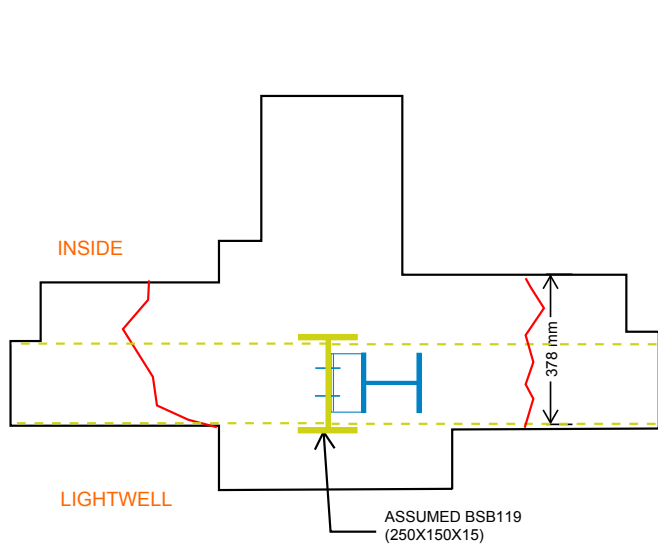 INSIDE
378 mm
LIGHTWELL
ASSUMED BSB119
(250X150X15)